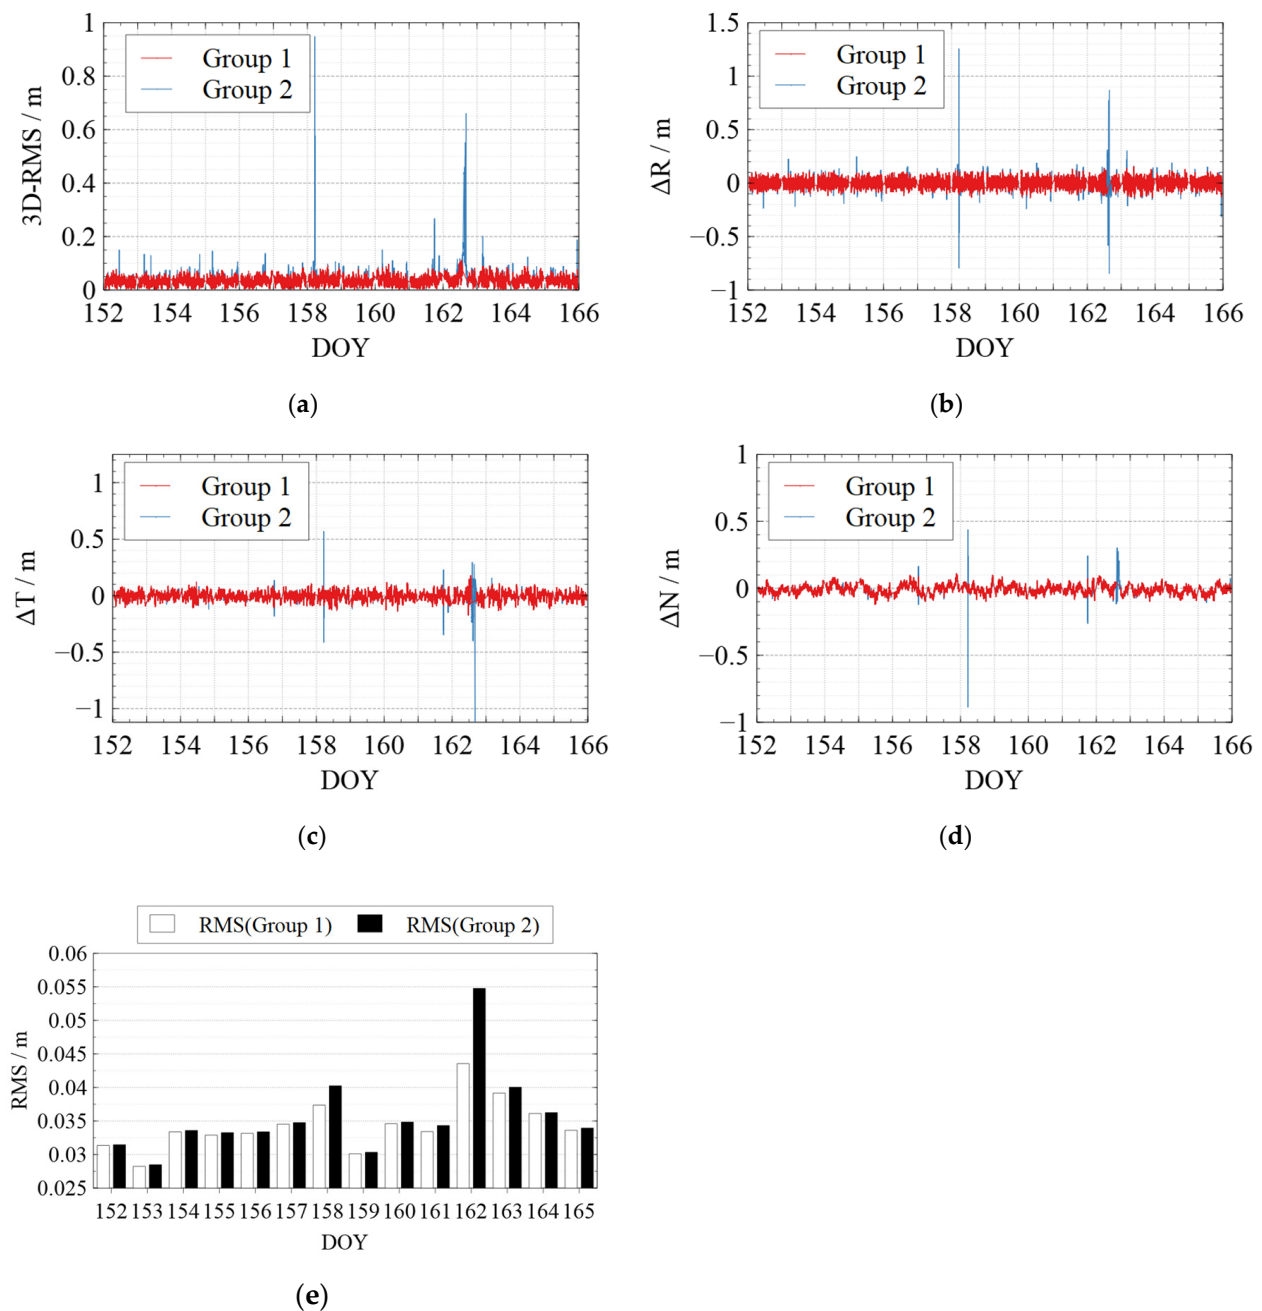 1
0.8
0.6
0.4
0.2
0
3D-RMS / m
Group 1
Group 2
152 154 156 158 160 162 164 166
DOY
(a)
1.5
1
0.5
0
−0.5
−1
ΔR / m
Group 1
Group 2
152 154 156 158 160 162 164 166
DOY
(b)
1
0.5
0
−0.5
−1
ΔT / m
Group 1
Group 2
152 154 156 158 160 162 164 166
DOY
(c)
1
0.5
0
−0.5
−1
ΔN / m
Group 1
Group 2
152 154 156 158 160 162 164 166
DOY
(d)
RMS(Group 1) RMS(Group 2)
0.06
0.055
0.05
0.045
0.04
0.035
0.03
0.025
RMS / m
152 153 154 155 156 157 158 159 160 161 162 163 164 165
DOY
(e)